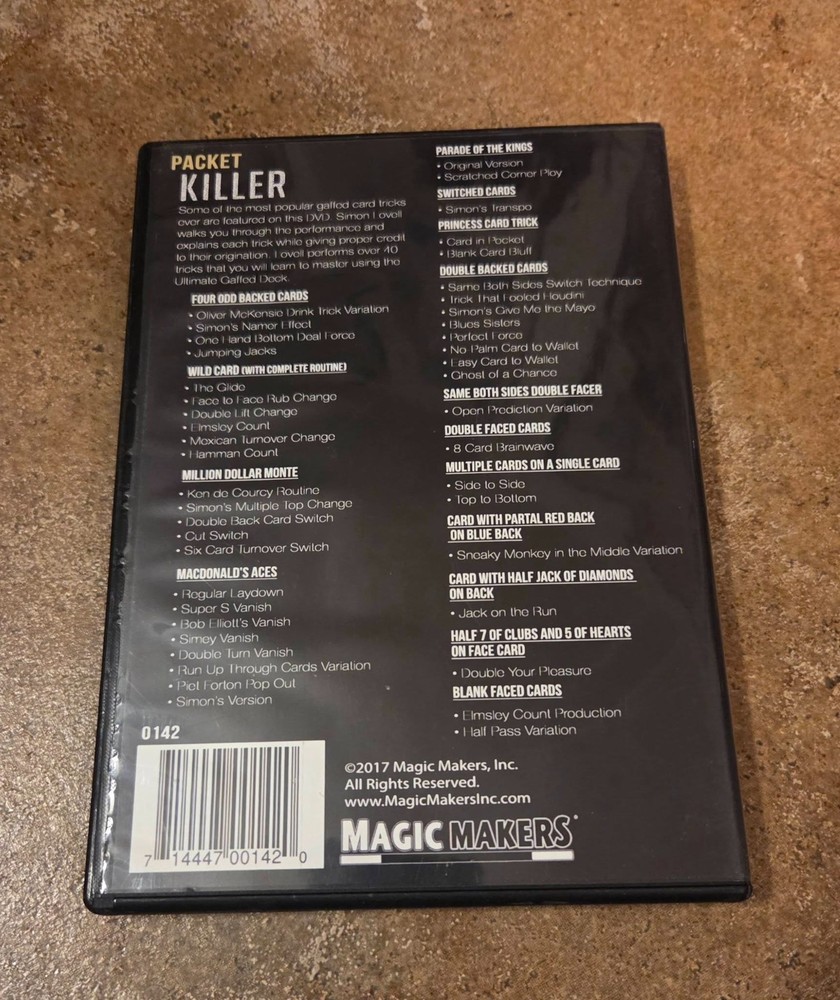 PACKET
KILLER
Some of the most popular gaffed card tricks
ever are featured on this DVD. Simon Lovell
walks you through the performance and
explains each trick while giving proper credit
to their origination. Lovell performs over 40
tricks that you will learn to master using the
Ultimate Gaffed Deck.
FOUR ODD BACKED CARDS
• Oliver McKensie Drink Trick Variation
• Simon's Namer Effect
• One Hand Bottom Deal Force
• Jumping Jacks
WILD CARD (WITH COMPLETE ROUTINE)
• The Glide
• Face to Face Rub Change
• Double Lift Change
• Elmsley Count
• Mexican Turnover Change
• Hamman Count
MILLION DOLLAR MONTE
• Ken de Courcy Routine
• Simon's Multiple Top Change
• Double Back Card Switch
• Cut Switch
• Six Card Turnover Switch
MACDONALD'S ACES
• Regular Laydown
• Super S Vanish
• Bob Elliott's Vanish
• Simey Vanish
• Double Turn Vanish
• Run Up Through Cards Variation
• Piet Forton Pop Out
• Simon's Version
PARADE OF THE KINGS
• Original Version
• Scratched Corner Ploy
SWITCHED CARDS
• Simon's Transpo
PRINCESS CARD TRICK
• Card in Pocket
• Blank Card Bluff
DOUBLE BACKED CARDS
• Same Both Sides Switch Technique
• Trick That Fooled Houdini
• Simon's Give Me the Mayo
• Blues Sisters
• Perfect Force
• No Palm Card to Wallet
• Easy Card to Wallet
• Ghost of a Chance
SAME BOTH SIDES DOUBLE FACER
• Open Prediction Variation
DOUBLE FACED CARDS
• 8 Card Brainwave
MULTIPLE CARDS ON A SINGLE CARD
• Side to Side
• Top to Bottom
CARD WITH PARTAL RED BACK
ON BLUE BACK
• Sneaky Monkey in the Middle Variation
CARD WITH HALF JACK OF DIAMONDS
ON BACK
• Jack on the Run
HALF 7 OF CLUBS AND 5 OF HEARTS
ON FACE CARD
• Double Your Pleasure
BLANK FACED CARDS
• Elmsley Count Production
• Half Pass Variation
0142
7 14447 00142 0
©2017 Magic Makers, Inc.
All Rights Reserved.
www.MagicMakersInc.com
MAGIC MAKERS